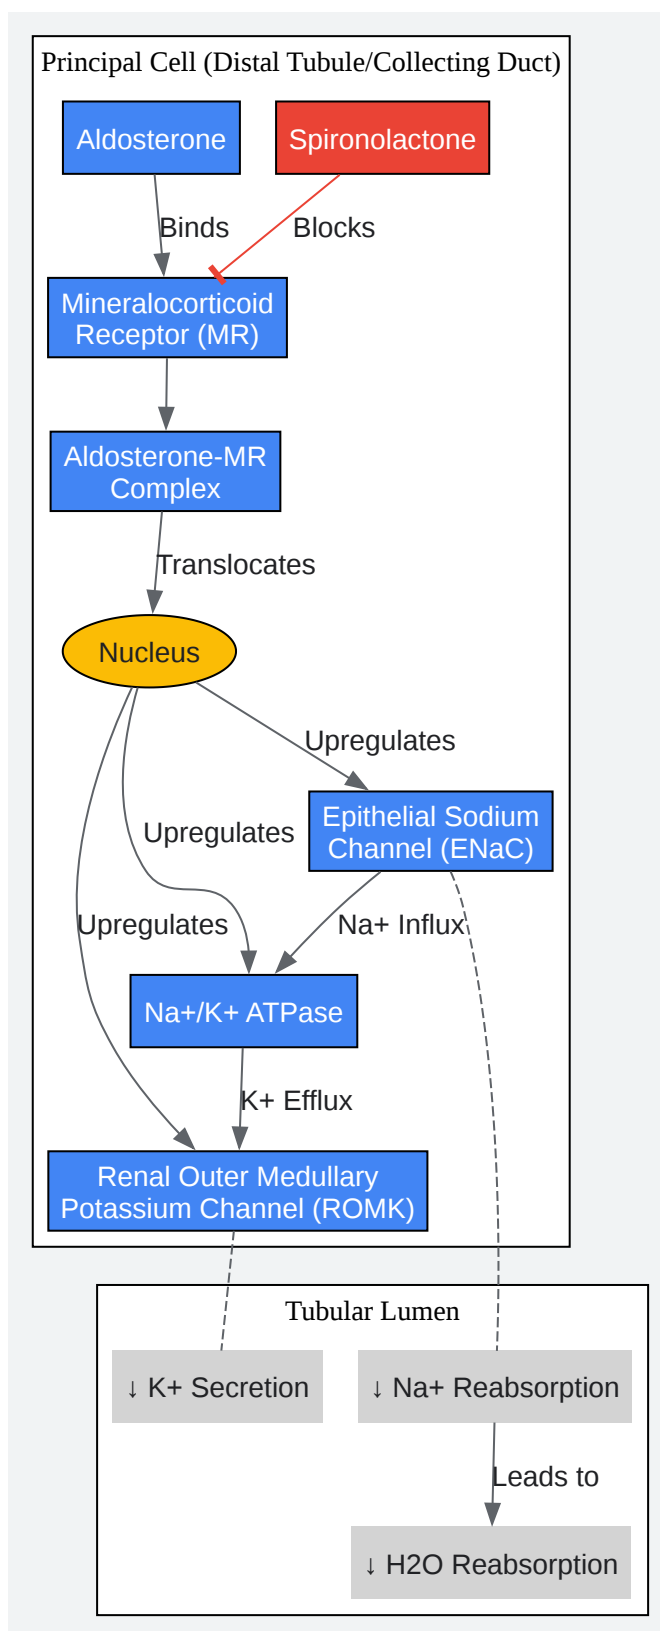 Principal Cell (Distal Tubule/Collecting Duct)
Aldosterone
Spironolactone
Binds
Blocks
Mineralocorticoid
Receptor (MR)
Aldosterone-MR
Complex
Translocates
Nucleus
Upregulates
Epithelial Sodium
Channel (ENaC)
Upregulates
Upregulates
Na+ Influx
Na+/K+ ATPase
K+ Efflux
Renal Outer Medullary
Potassium Channel (ROMK)
Tubular Lumen
↓ K+ Secretion
↓ Na+ Reabsorption
Leads to
↓ H2O Reabsorption